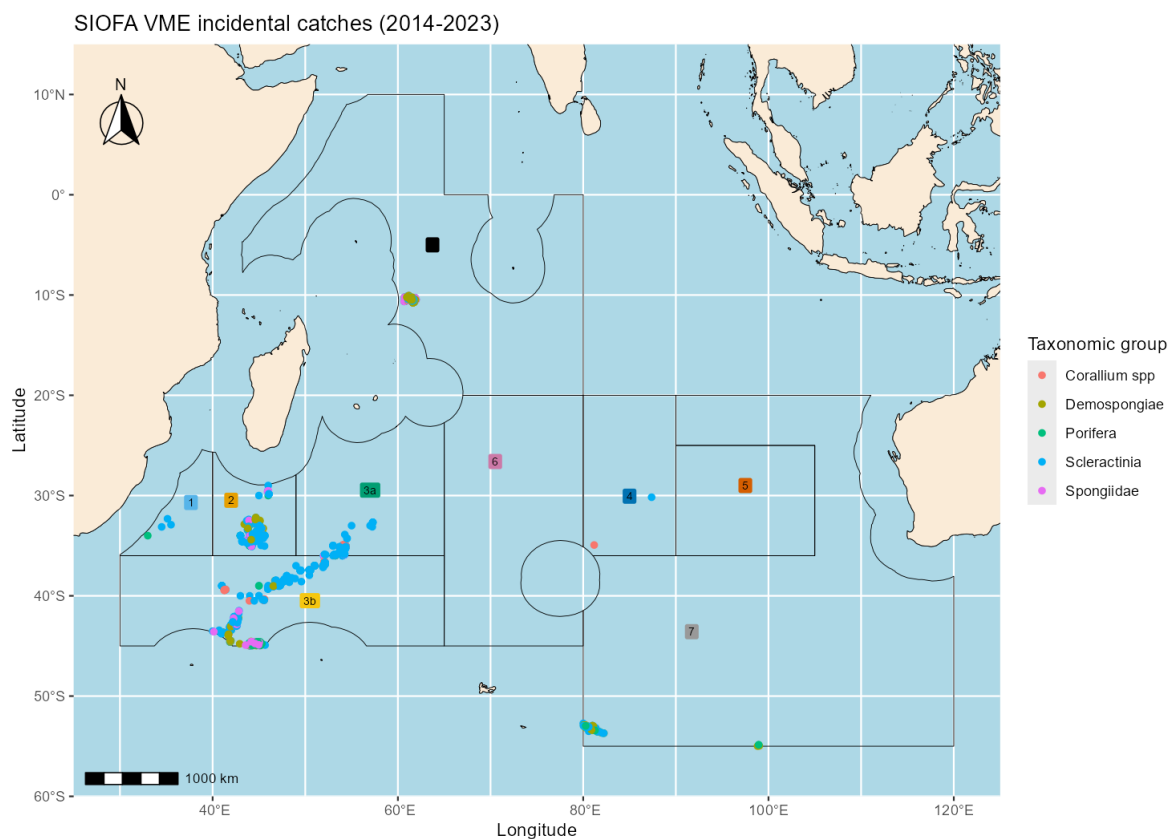 SIOFA VME incidental catches (2014-2023)
N
10°N
0°
10°S
20°S
30°S
40°S
50°S
60°S
Latitude
1
2
3a
3b
4
5
6
7
1000 km
40°E
60°E
80°E
100°E
120°E
Longitude
Taxonomic group
Corallium spp
Demospongiae
Porifera
Scleractinia
Spongiidae